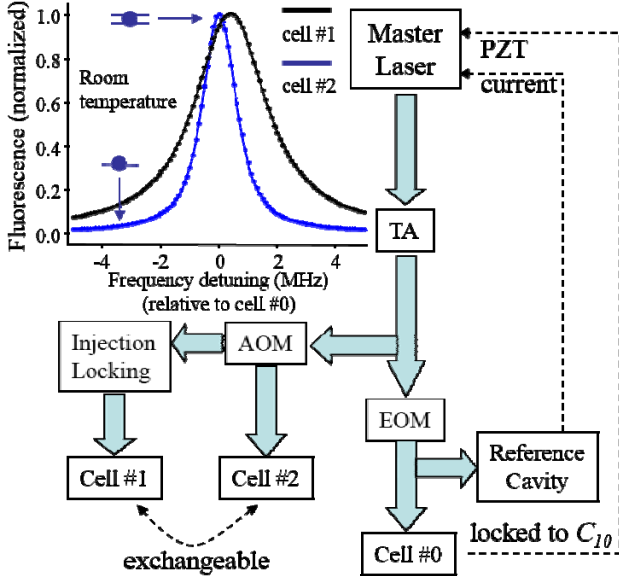 Fluorescence (normalized)
1.0
0.8
0.6
0.4
0.2
0.0
Room
temperature
cell #1
cell #2
-4
-2
0
2
4
Frequency detuning (MHz)
(relative to cell #0)
Master
Laser
PZT
current
TA
Injection
Locking
AOM
EOM
Cell #1
Cell #2
Reference
Cavity
exchangeable
Cell #0
locked to C10